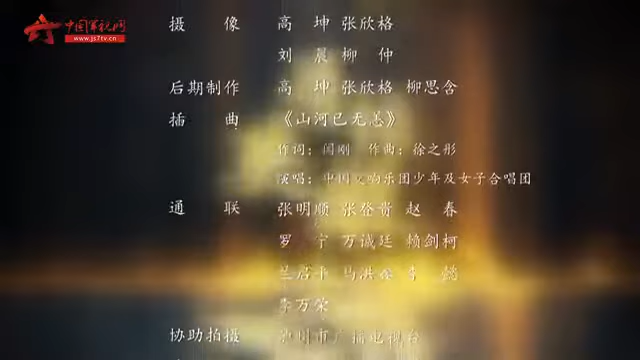 中国军视网
www.js7tv.cn
摄 像 高 坤 张欣格
刘 晨 柳 仲
后期制作 高 坤 张欣格 柳思含
插 曲 《山河已无恙》
作词：阎刚 作曲：徐之彤
演唱：中国交响乐团少年及女子合唱团
通 联 张明顺 张登贵 赵 春
罗 宁 万诚廷 赖剑柯
马洪 李 懿
李万荣
协助拍摄 市广播电视台